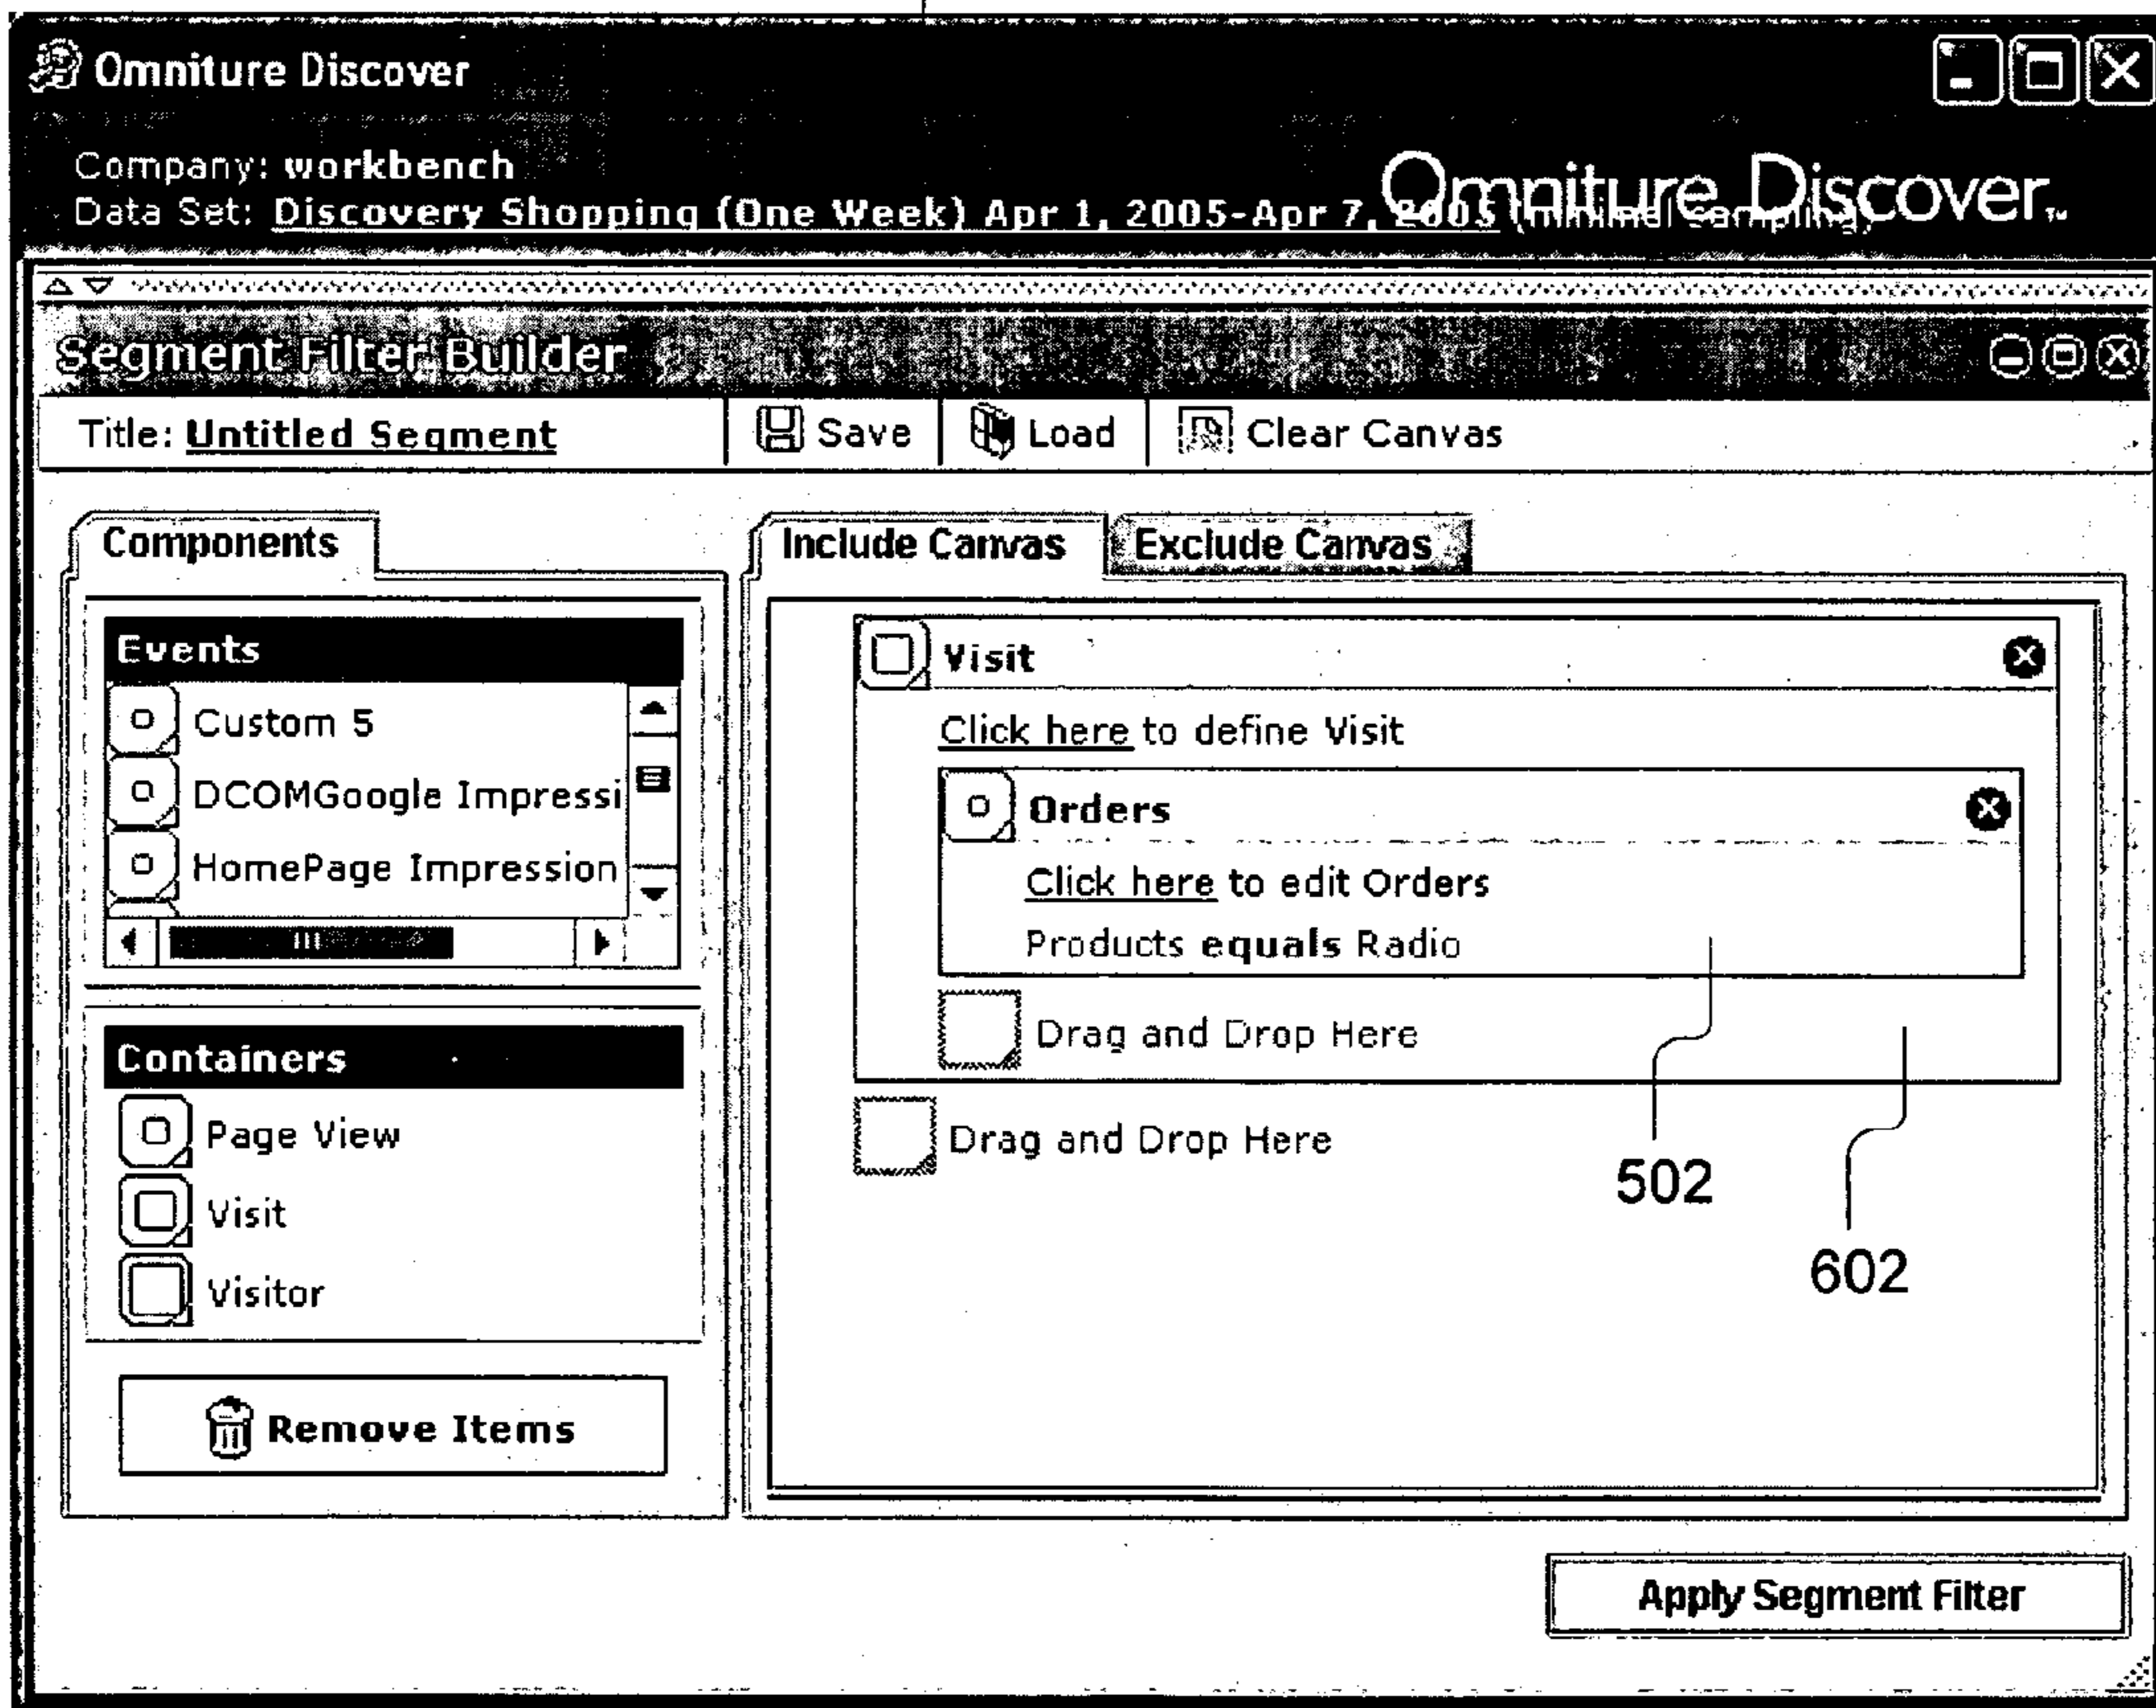 Omniture Discover
Company: workbench
Omniture Discover™
Data Set: Discovery Shopping (One Week) Apr 1, 2005-Apr 7, 2005 (minimal sampling)
Segment Filter Builder
Title: Untitled Segment
Save
Load
Clear Canvas
Components
Include Canvas
Exclude Canvas
Events
Custom 5
DCOMGoogle Impressi
HomePage Impression
Containers
Page View
Visit
Visitor
Remove Items
Visit
Click here to define Visit
Orders
Click here to edit Orders
Products equals Radio
Drag and Drop Here
Drag and Drop Here
502
602
Apply Segment Filter